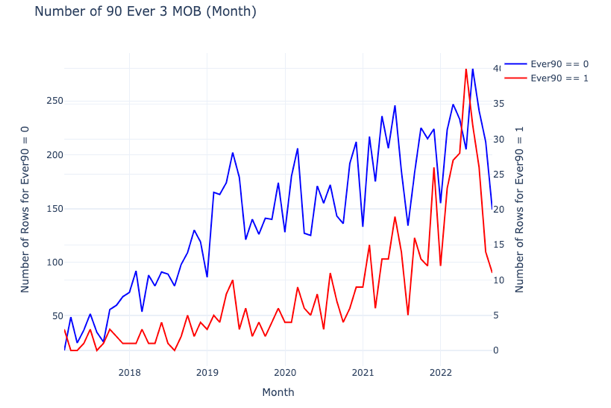 Number of 90 Ever 3 MOB (Month)
Ever90 == 0
Ever90 == 1
250
200
150
100
50
40
35
30
25
20
15
10
5
0
Number of Rows for Ever90 = 0
Number of Rows for Ever90 = 1
2018 2019 2020 2021 2022
Month